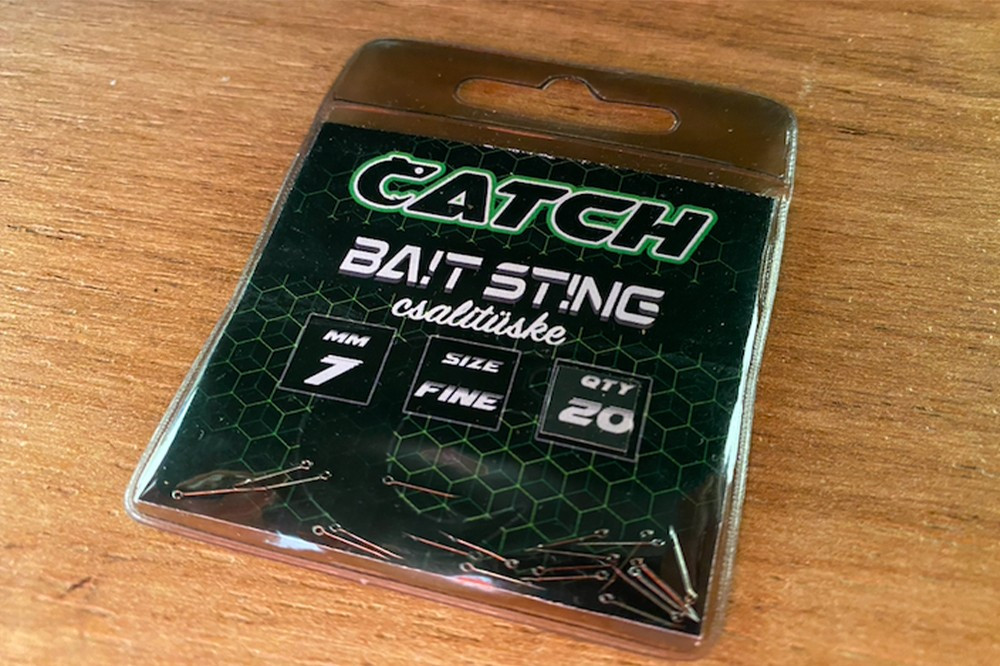 CATCH
BA!T ST!NG
csalitüske
MM
7
SIZE
FINE
QTY
20